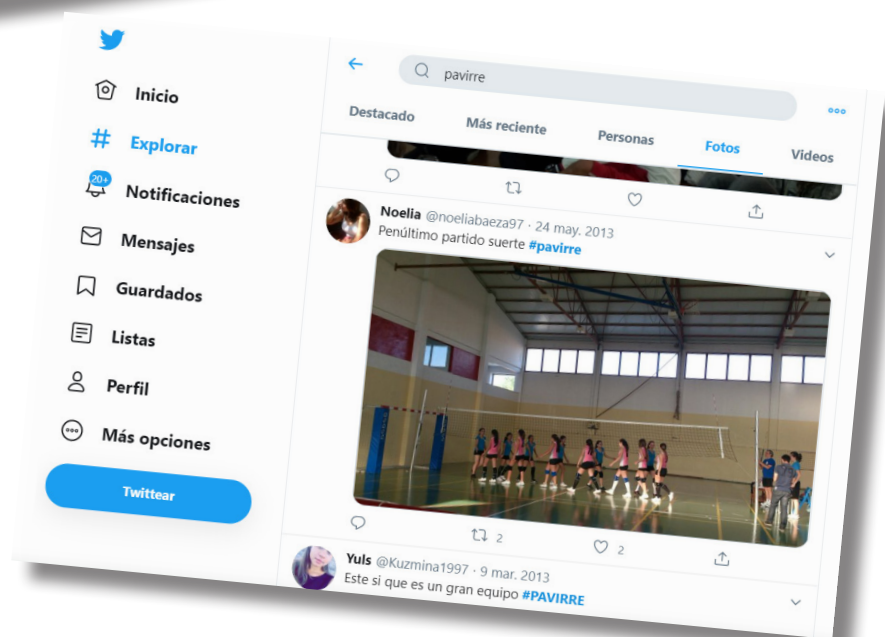 pavirre
Destacado
Más reciente
Personas
Fotos
Videos
Inicio
Explorar
20+
Notificaciones
Mensajes
Guardados
Listas
Perfil
Más opciones
Twittear
Noelia @noeliabaeza97 · 24 may. 2013
Penúltimo partido suerte #pavirre
2
2
Yuls @Kuzmina1997 · 9 mar. 2013
Este si que es un gran equipo #PAVIRRE